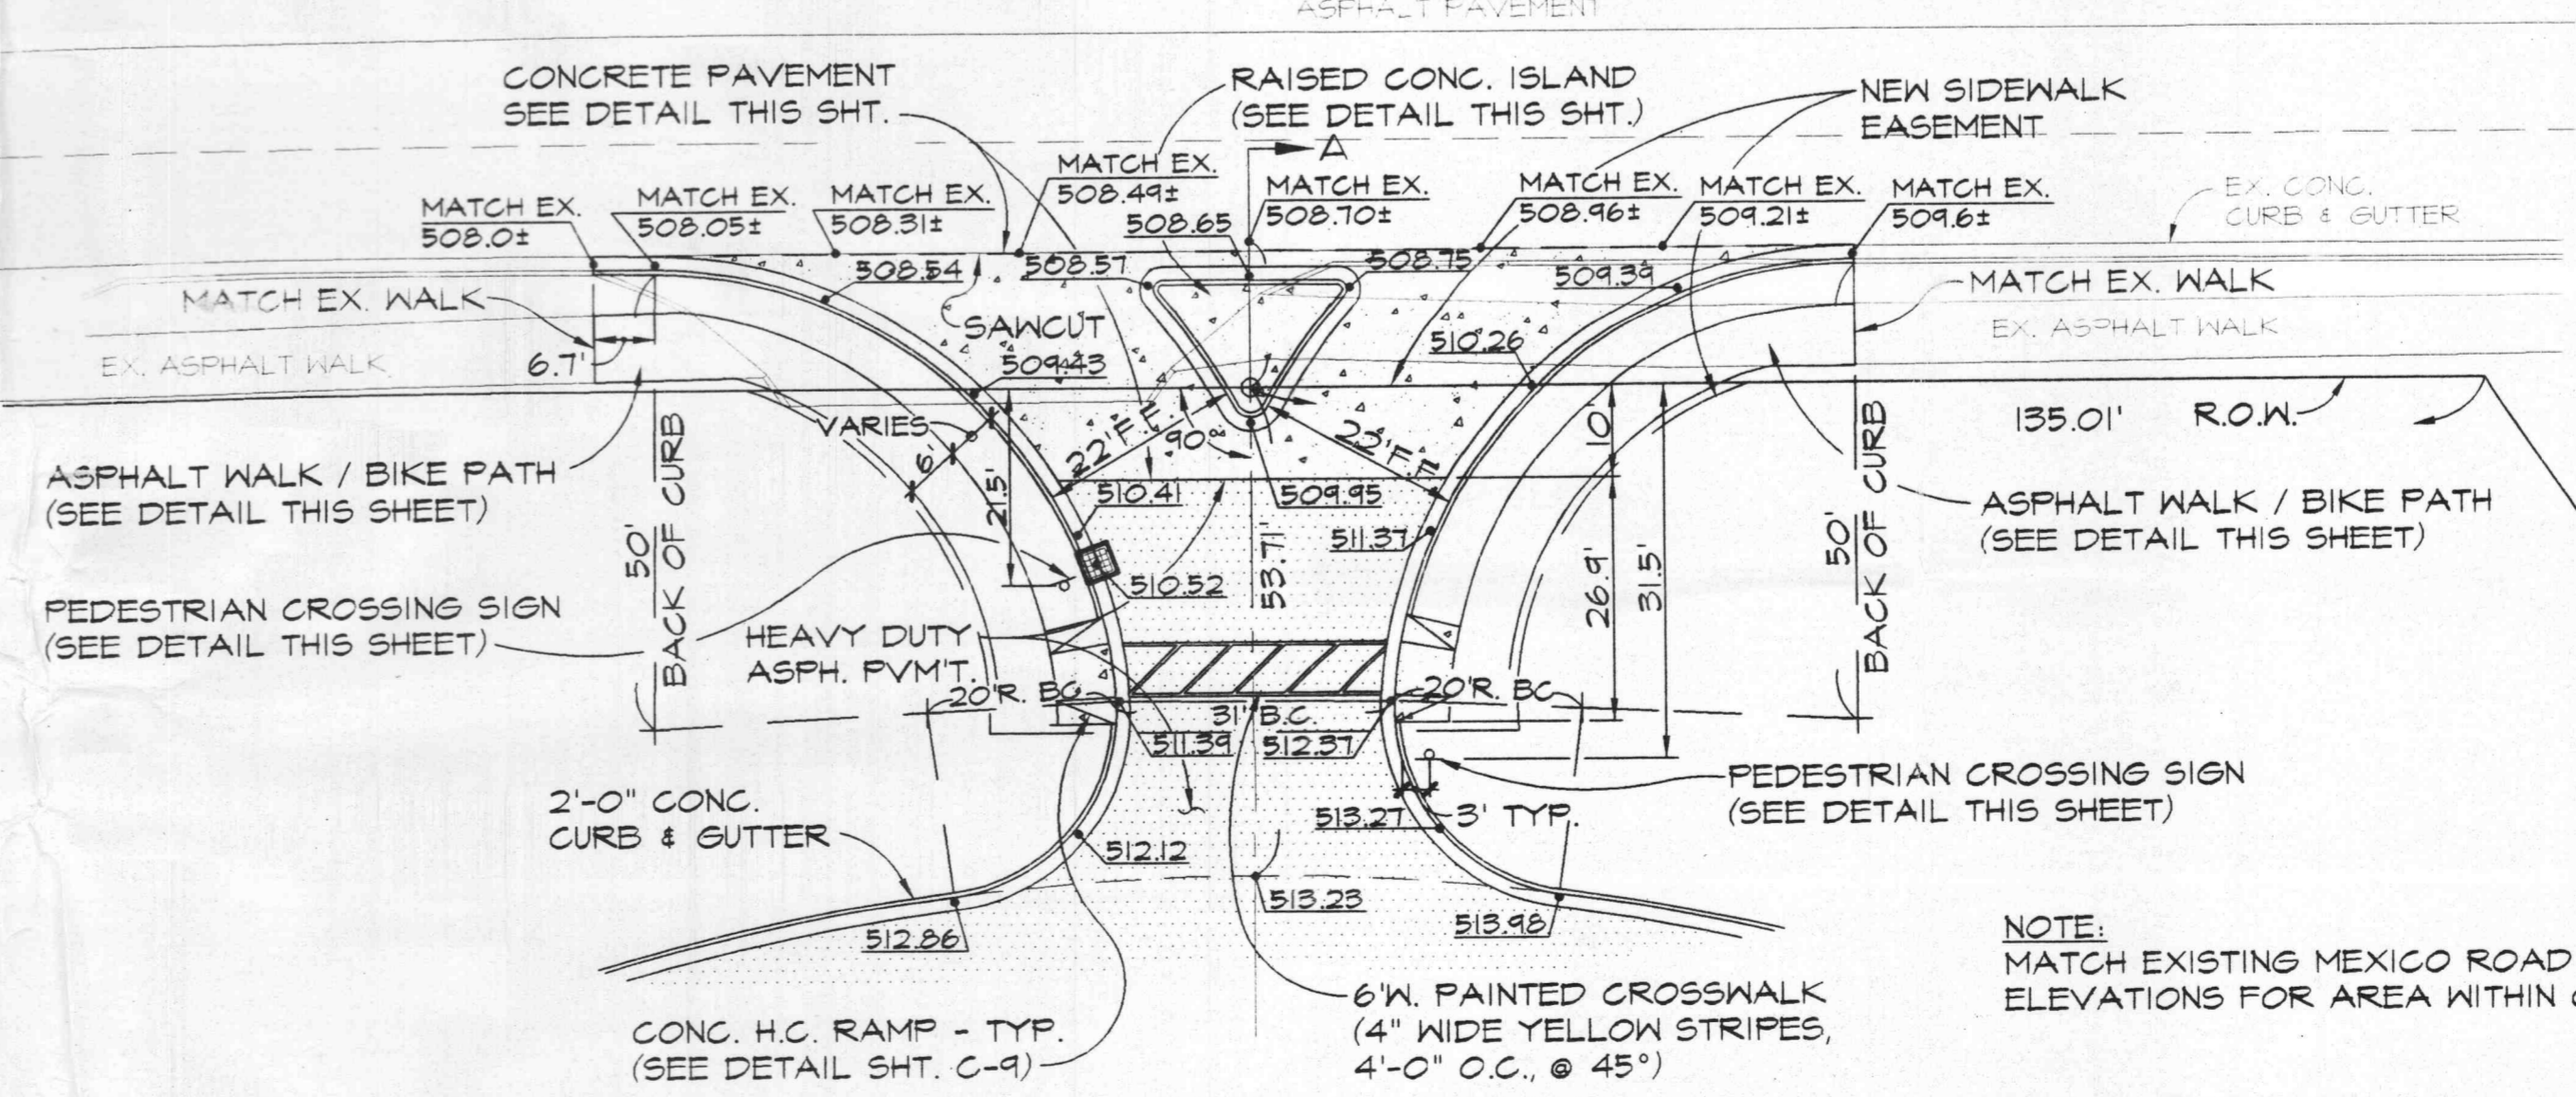 ASPHALT PAVEMENT
CONCRETE PAVEMENT
SEE DETAIL THIS SHT.
RAISED CONC. ISLAND
(SEE DETAIL THIS SHT.)
NEW SIDEWALK
EASEMENT
A
MATCH EX.
508.0±
MATCH EX.
508.05±
MATCH EX.
508.31±
MATCH EX.
508.49±
508.65
MATCH EX.
508.70±
MATCH EX.
508.96±
MATCH EX.
509.21±
MATCH EX.
509.6±
EX. CONC.
CURB & GUTTER
508.54
508.57
508.75
509.39
MATCH EX. WALK
SAWCUT
MATCH EX. WALK
EX. ASPHALT WALK
6.7'
509.43
510.26
EX. ASPHALT WALK
VARIES
6'
22' F.F.
90°
22' F.F.
10'
135.01'
R.O.W.
ASPHALT WALK / BIKE PATH
(SEE DETAIL THIS SHEET)
50'
BACK OF CURB
21.5'
510.41
509.95
511.37
53.71'
26.9'
31.5'
50'
BACK OF CURB
ASPHALT WALK / BIKE PATH
(SEE DETAIL THIS SHEET)
510.52
PEDESTRIAN CROSSING SIGN
(SEE DETAIL THIS SHEET)
HEAVY DUTY
ASPH. PVM'T.
20'R. BC
31' B.C.
20'R. BC
511.39
512.37
PEDESTRIAN CROSSING SIGN
(SEE DETAIL THIS SHEET)
2'-0" CONC.
CURB & GUTTER
513.27
3' TYP.
512.12
513.23
512.86
513.98
NOTE:
MATCH EXISTING MEXICO ROAD
ELEVATIONS FOR AREA WITHIN
6'W. PAINTED CROSSWALK
(4" WIDE YELLOW STRIPES,
4'-0" O.C., @ 45°)
CONC. H.C. RAMP - TYP.
(SEE DETAIL SHT. C-9)